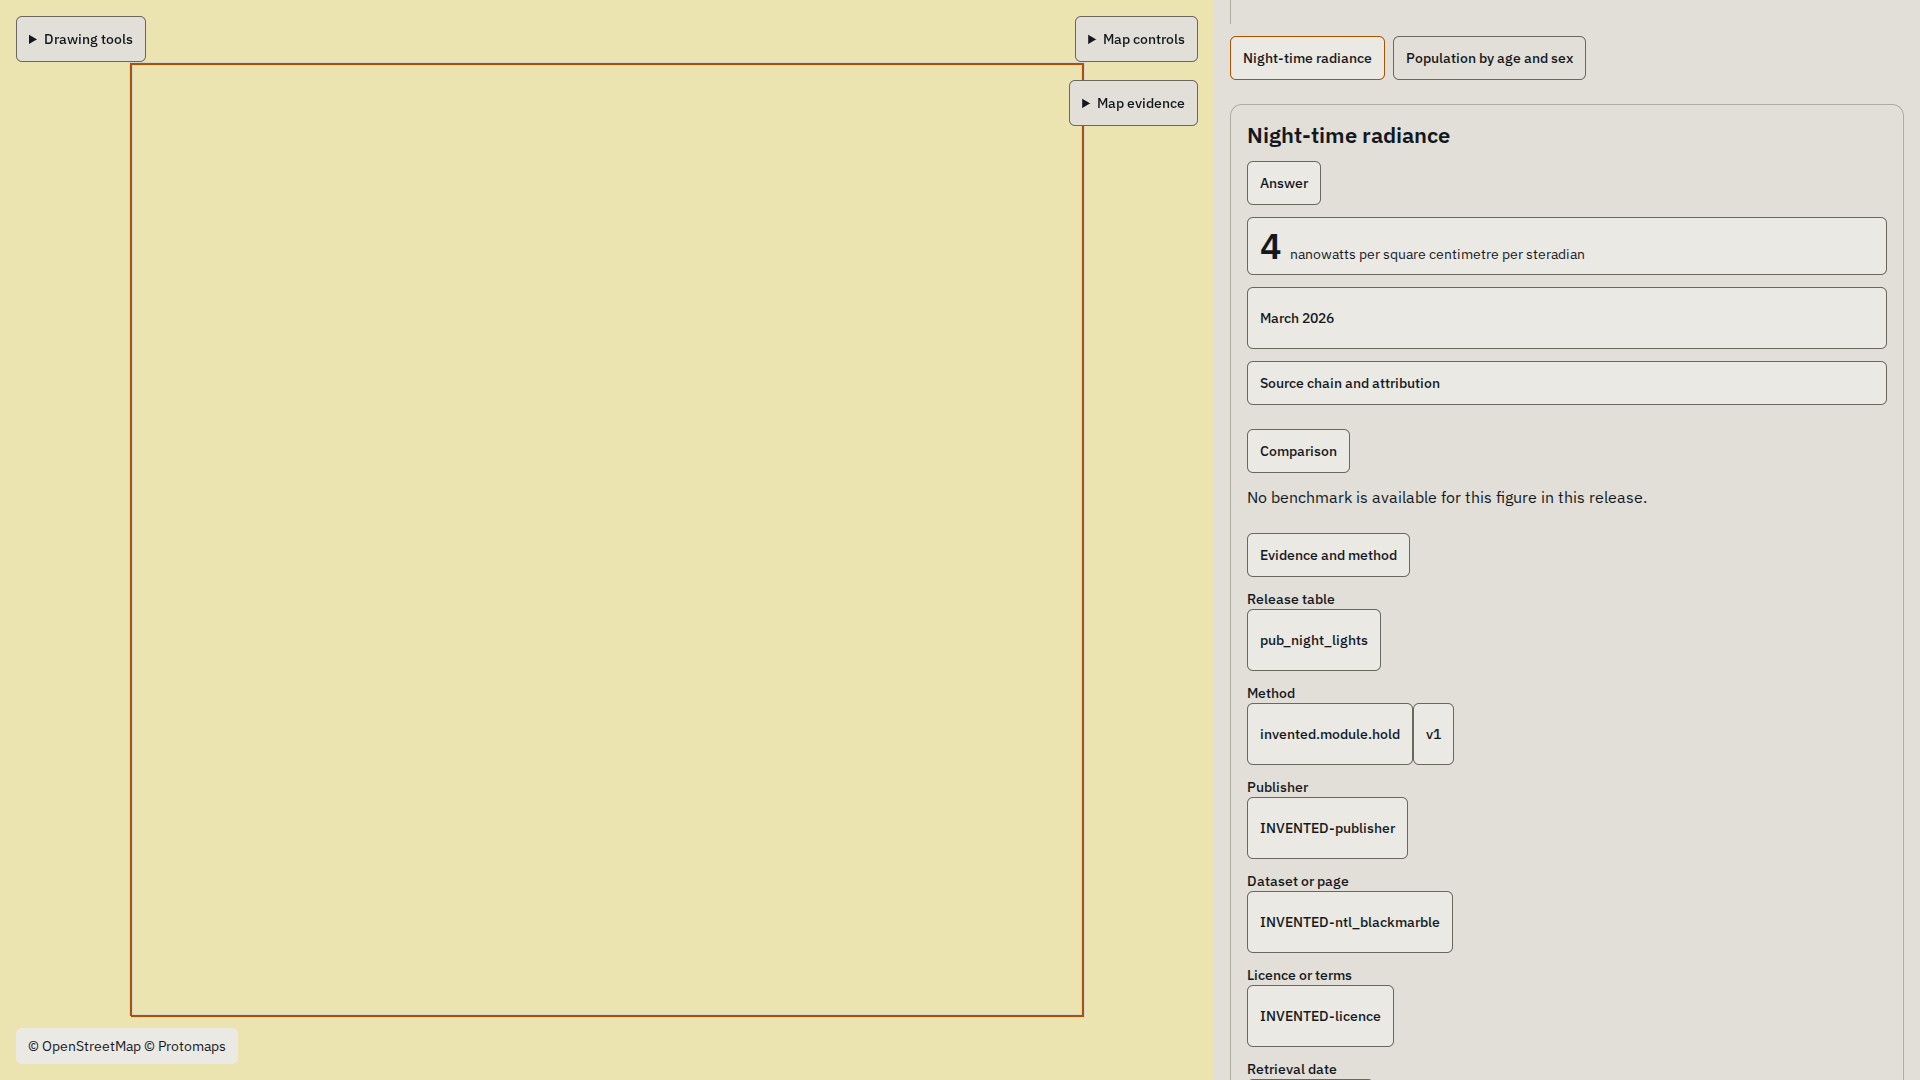 Drawing tools
Map controls
Map evidence
© OpenStreetMap © Protomaps
Night-time radiance
Population by age and sex
Night-time radiance
Answer
4 nanowatts per square centimetre per steradian
March 2026
Source chain and attribution
Comparison
No benchmark is available for this figure in this release.
Evidence and method
Release table
pub_night_lights
Method
invented.module.hold v1
Publisher
INVENTED-publisher
Dataset or page
INVENTED-ntl_blackmarble
Licence or terms
INVENTED-licence
Retrieval date